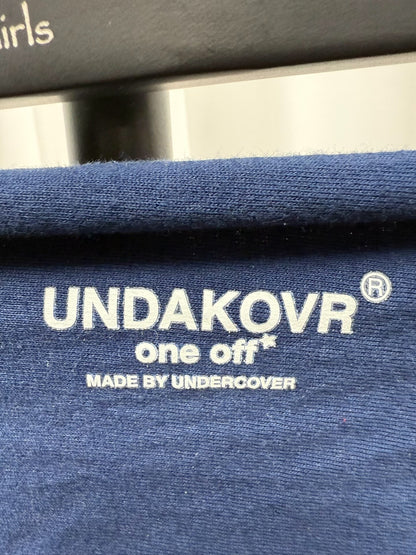 irls
UNDAKOVR®
one off*
MADE BY UNDERCOVER